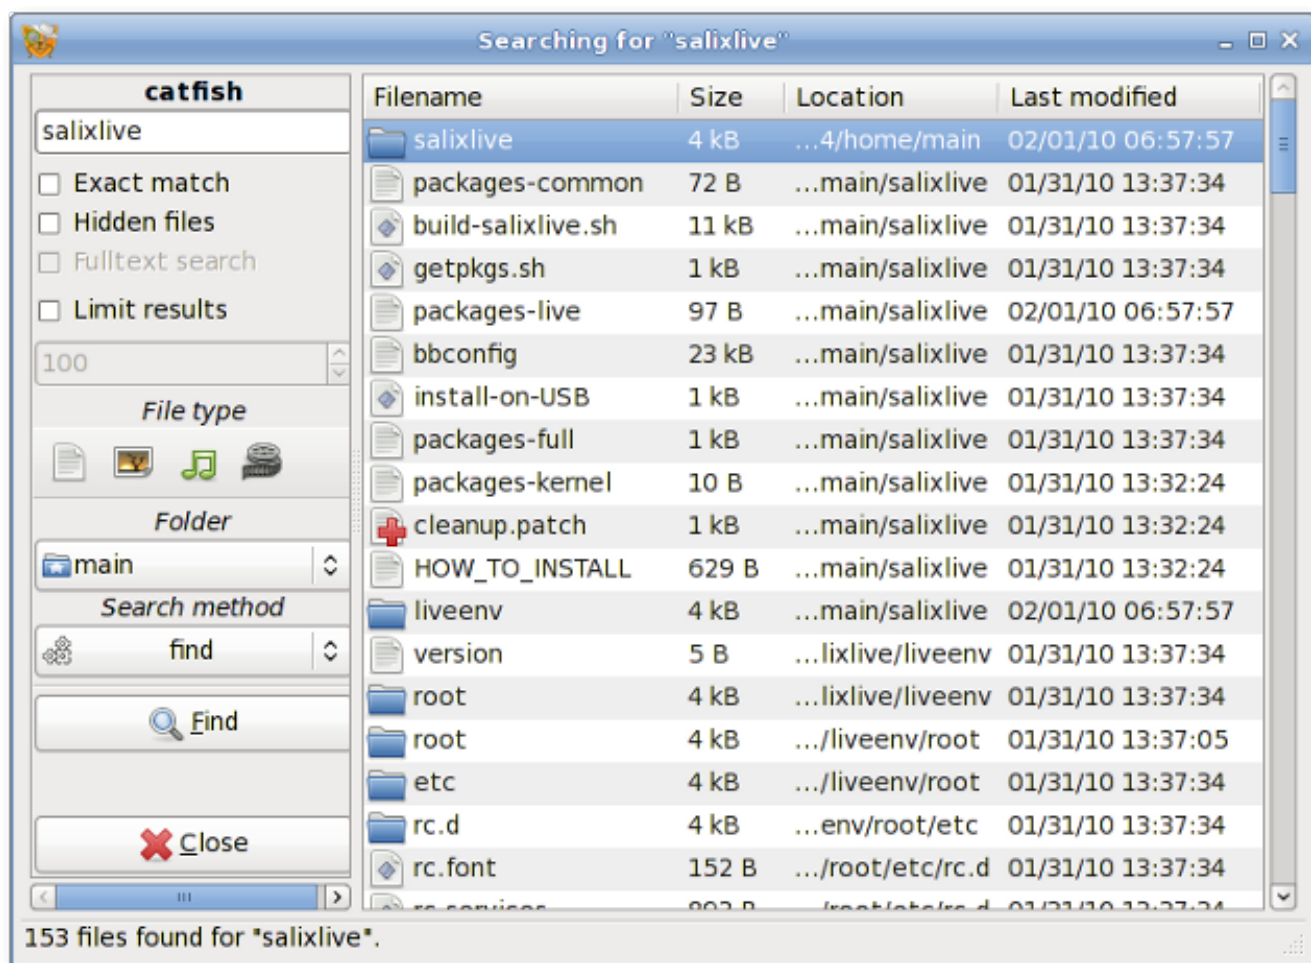 Searching for "salixlive"
catfish
salixlive
Exact match
Hidden files
Fulltext search
Limit results
100
File type
Folder
main
Search method
find
Find
Close
Filename Size Location Last modified
salixlive 4 kB ...4/home/main 02/01/10 06:57:57
packages-common 72 B ...main/salixlive 01/31/10 13:37:34
build-salixlive.sh 11 kB ...main/salixlive 01/31/10 13:37:34
getpkgs.sh 1 kB ...main/salixlive 01/31/10 13:37:34
packages-live 97 B ...main/salixlive 02/01/10 06:57:57
bbconfig 23 kB ...main/salixlive 01/31/10 13:37:34
install-on-USB 1 kB ...main/salixlive 01/31/10 13:37:34
packages-full 1 kB ...main/salixlive 01/31/10 13:37:34
packages-kernel 10 B ...main/salixlive 01/31/10 13:32:24
cleanup.patch 1 kB ...main/salixlive 01/31/10 13:32:24
HOW_TO_INSTALL 629 B ...main/salixlive 01/31/10 13:32:24
liveenv 4 kB ...main/salixlive 02/01/10 06:57:57
version 5 B ...lixlive/liveenv 01/31/10 13:37:34
root 4 kB ...lixlive/liveenv 01/31/10 13:37:34
root 4 kB .../liveenv/root 01/31/10 13:37:05
etc 4 kB .../liveenv/root 01/31/10 13:37:34
rc.d 4 kB ...env/root/etc 01/31/10 13:37:34
rc.font 152 B .../root/etc/rc.d 01/31/10 13:37:34
153 files found for "salixlive".